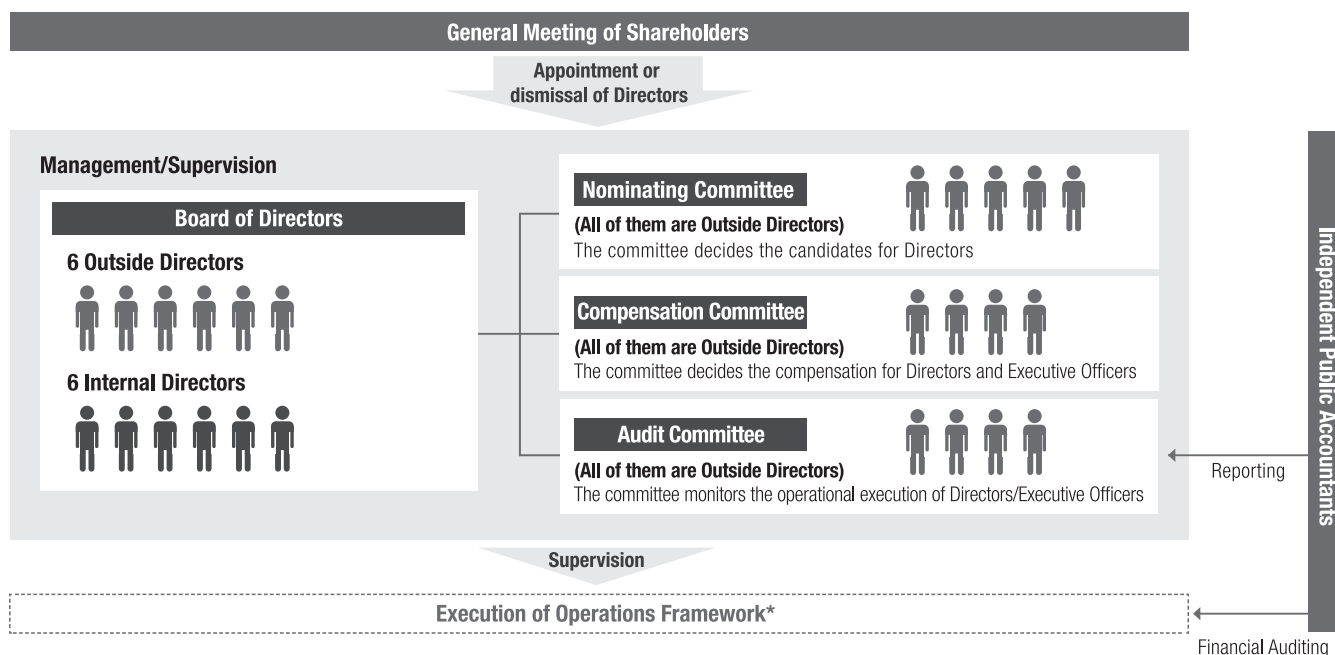 General Meeting of Shareholders
Appointment or
dismissal of Directors
Management/Supervision
Board of Directors
6 Outside Directors
6 Internal Directors
Nominating Committee
(All of them are Outside Directors)
The committee decides the candidates for Directors
Compensation Committee
(All of them are Outside Directors)
The committee decides the compensation for Directors and Executive Officers
Audit Committee
(All of them are Outside Directors)
The committee monitors the operational execution of Directors/Executive Officers
Reporting
Independent Public Accountants
Supervision
Execution of Operations Framework*
Financial Auditing